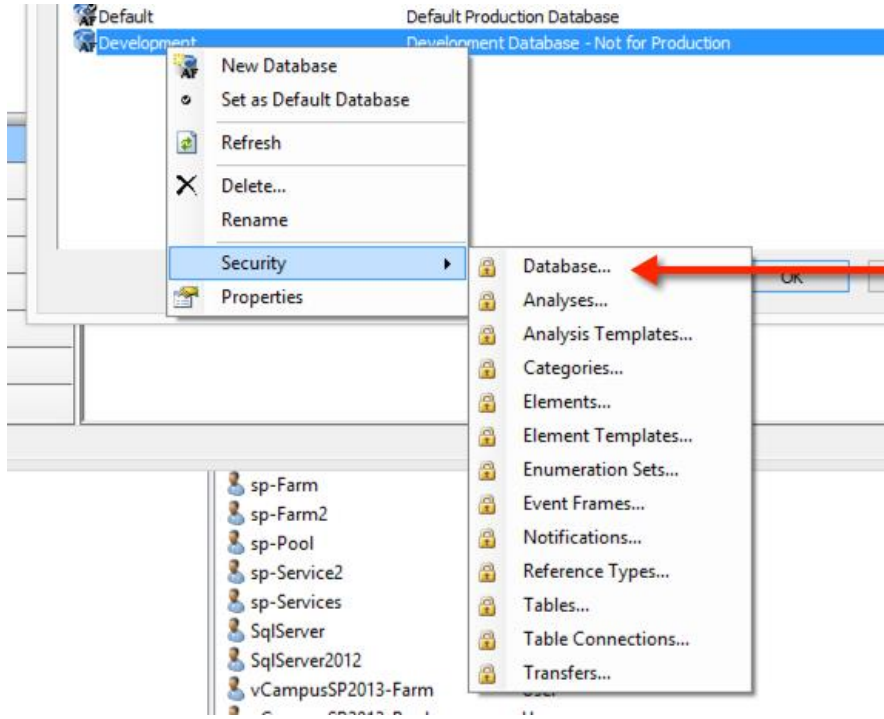 Default Default Production Database
Development Development Database - Not for Production
New Database
Set as Default Database
Refresh
Delete...
Rename
Security
Properties
Database...
Analyses...
Analysis Templates...
Categories...
Elements...
Element Templates...
Enumeration Sets...
Event Frames...
Notifications...
Reference Types...
Tables...
Table Connections...
Transfers...
OK
sp-Farm
sp-Farm2
sp-Pool
sp-Service2
sp-Services
SqlServer
SqlServer2012
vCampusSP2013-Farm User